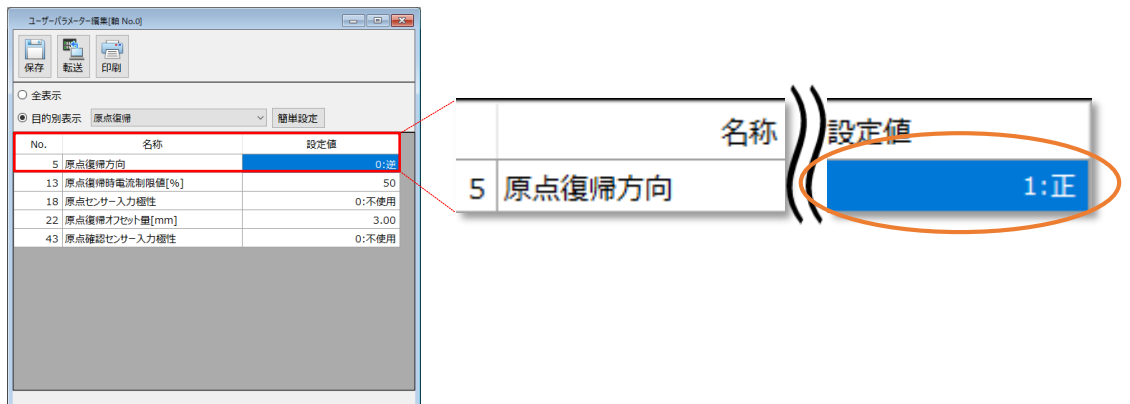 ユーザーパラメーター編集[軸 No.0]
保存 転送 印刷
全表示
目的別表示 原点復帰 簡単設定
No. 名称 設定値
5 原点復帰方向 0:逆
13 原点復帰時電流制限値[%] 50
18 原点センサー入力極性 0:不使用
22 原点復帰オフセット量[mm] 3.00
43 原点確認センサー入力極性 0:不使用
名称 設定値
5 原点復帰方向 1:正